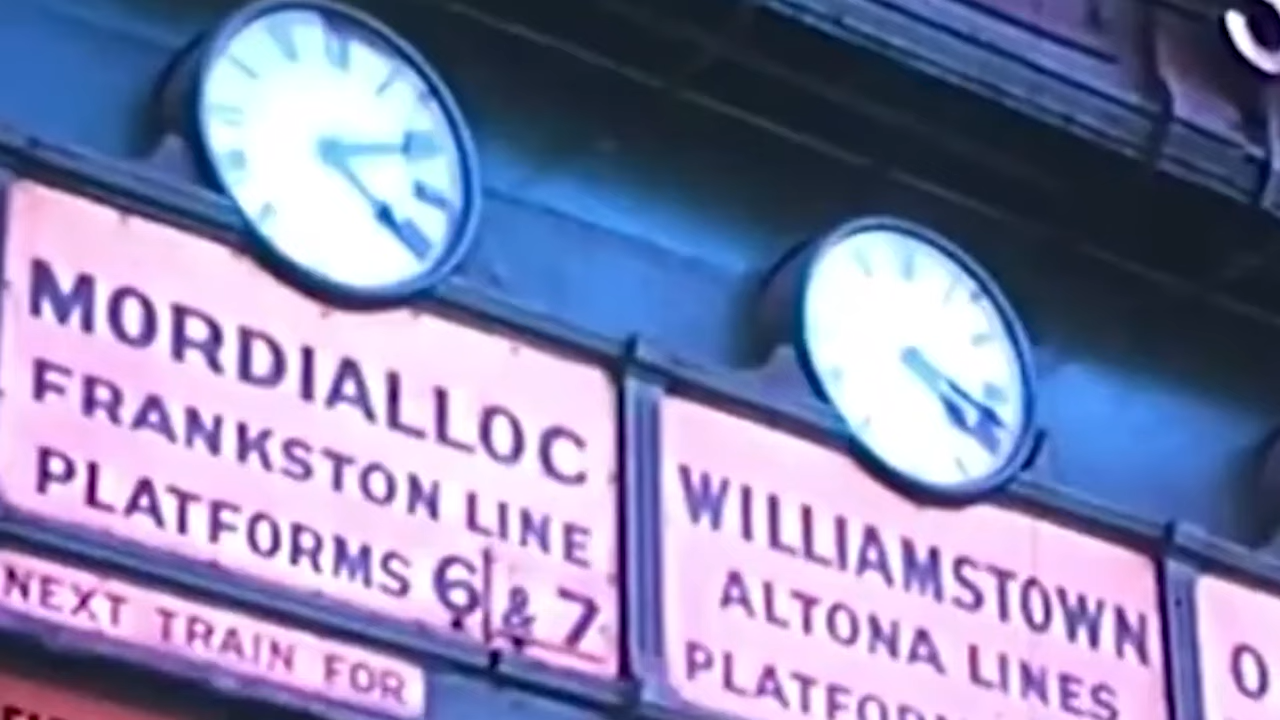 MORDIALLOC
FRANKSTON LINE
PLATFORMS 6 & 7
NEXT TRAIN FOR
WILLIAMSTOWN
ALTONA LINES